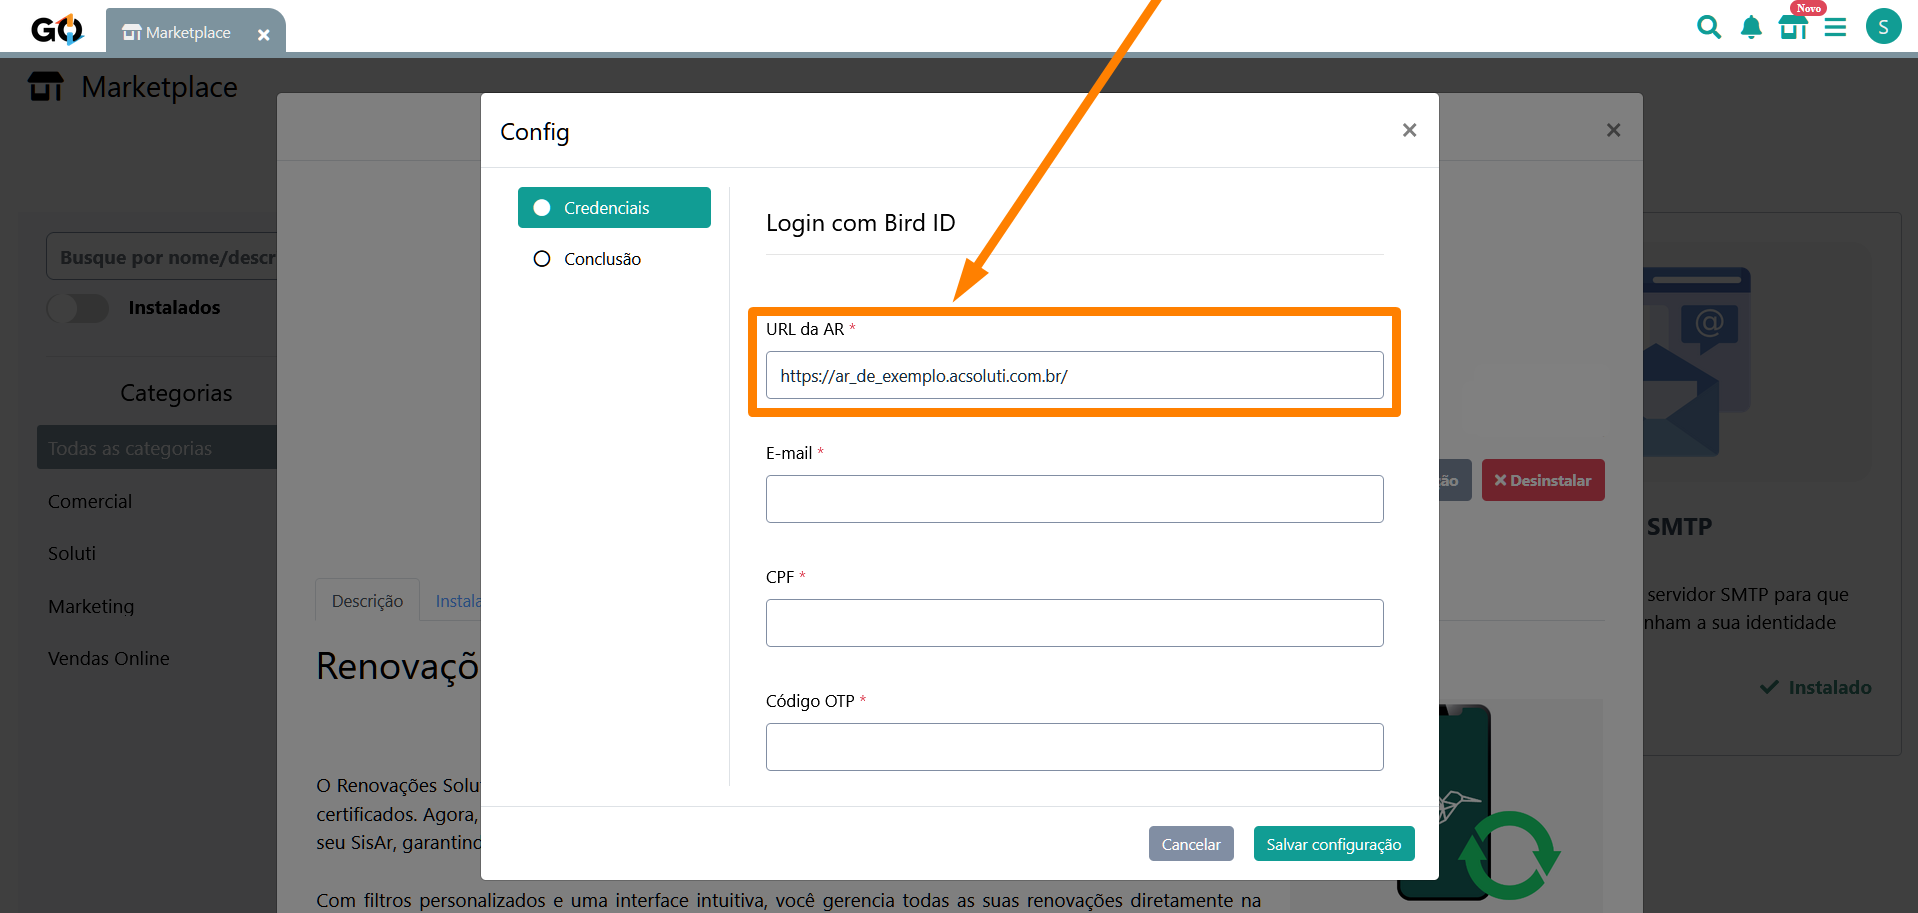 GO
Marketplace
Novo
S
Marketplace
Config
Credenciais
Conclusão
Login com Bird ID
URL da AR *
https://ar_de_exemplo.acsoluti.com.br/
E-mail *
CPF *
Código OTP *
Cancelar
Salvar configuração
Busque por nome/descr
Instalados
Categorias
Todas as categorias
Comercial
Soluti
Marketing
Vendas Online
ão
Desinstalar
Descrição
Instala
Renovaçõ
O Renovações Solu
certificados. Agora,
seu SisAr, garantind
Com filtros personalizados e uma interface intuitiva, você gerencia todas as suas renovações diretamente na
@
SMTP
servidor SMTP para que
nham a sua identidade
Instalado